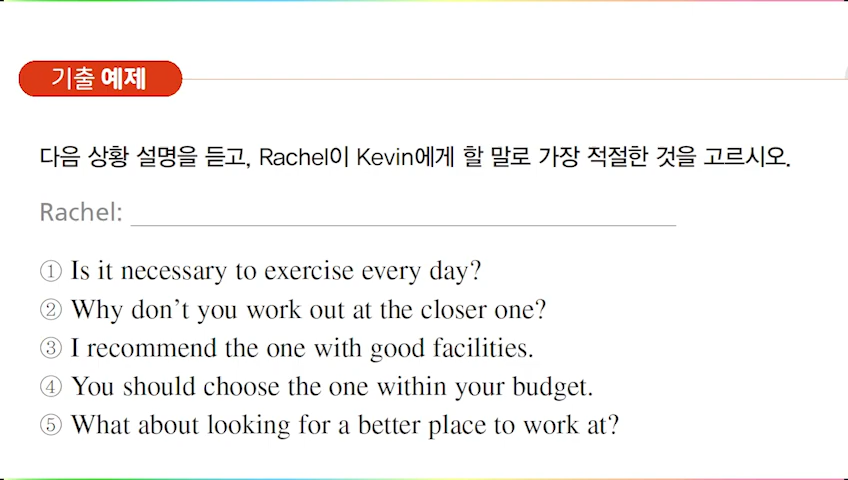 기출 예제
다음 상황 설명을 듣고, Rachel이 Kevin에게 할 말로 가장 적절한 것을 고르시오.
Rachel:
① Is it necessary to exercise every day?
② Why don't you work out at the closer one?
③ I recommend the one with good facilities.
④ You should choose the one within your budget.
⑤ What about looking for a better place to work at?